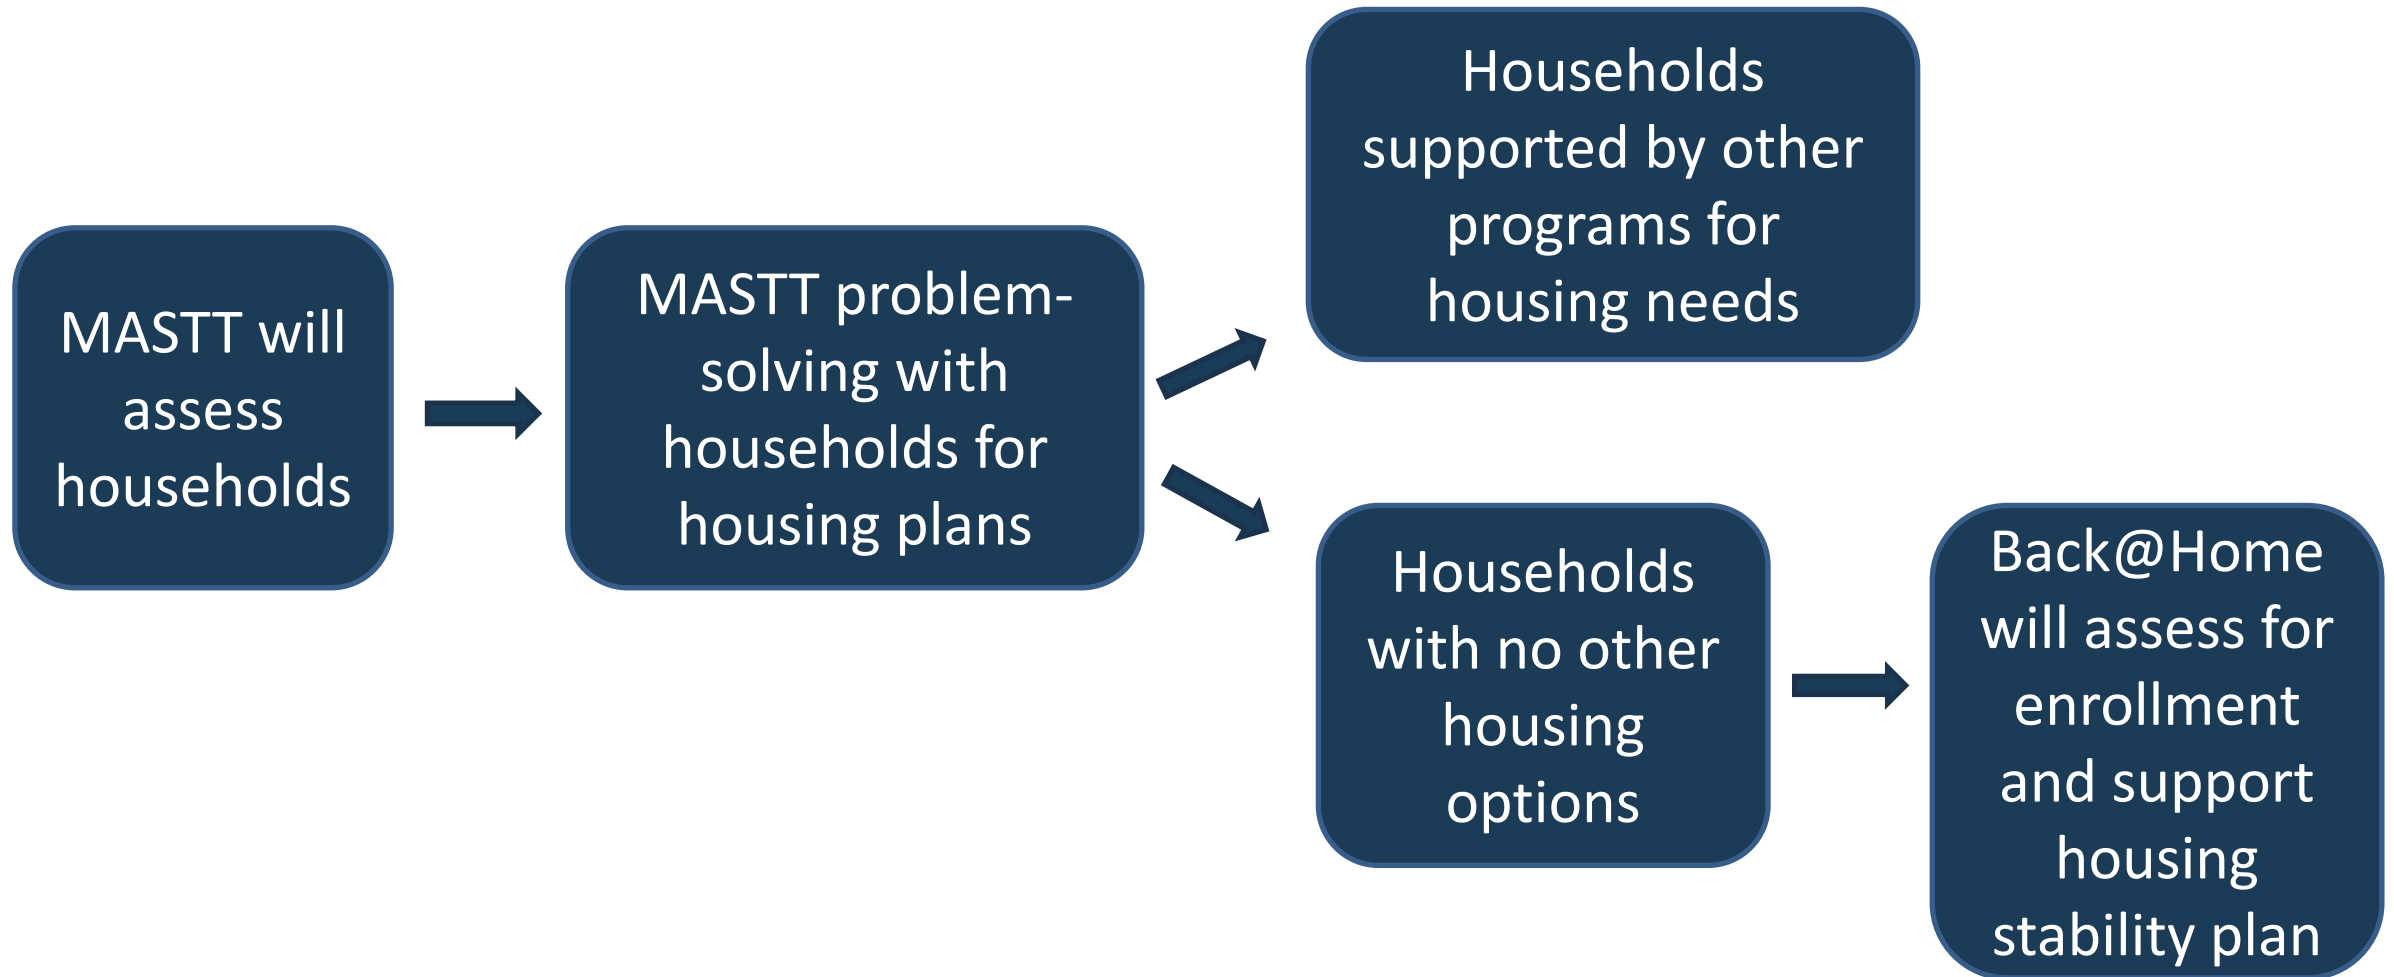 MASTT will
assess
households
MASTT problem-
solving with
households for
housing plans
Households
supported by other
programs for
housing needs
Households
with no other
housing
options
Back@Home
will assess for
enrollment
and support
housing
stability plan